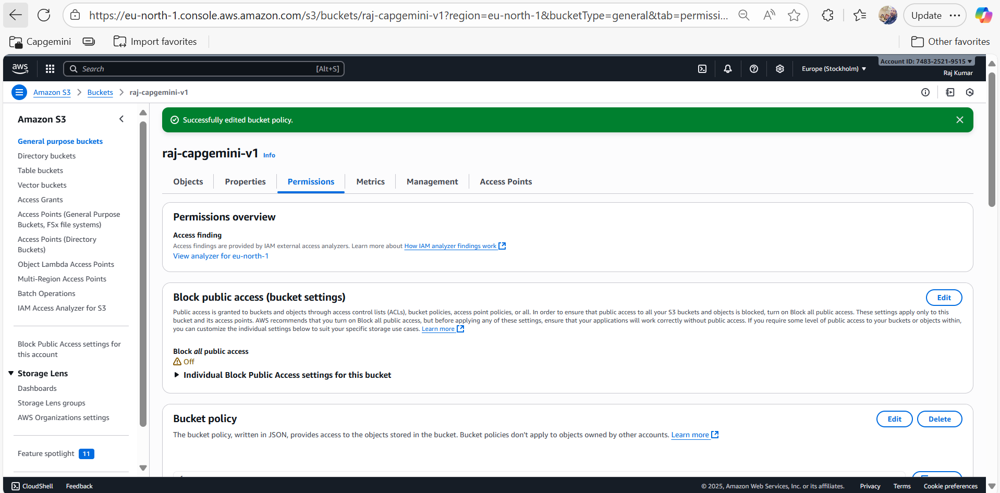 https://eu-north-1.console.aws.amazon.com/s3/buckets/raj-capgemini-v1?region=eu-north-1&bucketType=general&tab=permissi...
Update
Capgemini
Import favorites
Other favorites
aws
Search
[Alt+S]
Europe (Stockholm)
Account ID: 7483-2521-9515
Raj Kumar
Amazon S3
Buckets
raj-capgemini-v1
Amazon S3
General purpose buckets
Directory buckets
Table buckets
Vector buckets
Access Grants
Access Points (General Purpose
Buckets, FSx file systems)
Access Points (Directory
Buckets)
Object Lambda Access Points
Multi-Region Access Points
Batch Operations
IAM Access Analyzer for S3
Block Public Access settings for
this account
Storage Lens
Dashboards
Storage Lens groups
AWS Organizations settings
Feature spotlight 11
Successfully edited bucket policy.
raj-capgemini-v1 Info
Objects
Properties
Permissions
Metrics
Management
Access Points
Permissions overview
Access finding
Access findings are provided by IAM external access analyzers. Learn more about How IAM analyzer findings work
View analyzer for eu-north-1
Block public access (bucket settings)
Edit
Public access is granted to buckets and objects through access control lists (ACLs), bucket policies, access point policies, or all. In order to ensure that public access to all your S3 buckets and objects is blocked, turn on Block all public access. These settings apply only to this
bucket and its access points. AWS recommends that you turn on Block all public access, but before applying any of these settings, ensure that your applications will work correctly without public access. If you require some level of public access to your buckets or objects within,
you can customize the individual settings below to suit your specific storage use cases. Learn more
Block all public access
Off
Individual Block Public Access settings for this bucket
Bucket policy
Edit
Delete
The bucket policy, written in JSON, provides access to the objects stored in the bucket. Bucket policies don't apply to objects owned by other accounts. Learn more
CloudShell
Feedback
© 2025, Amazon Web Services, Inc. or its affiliates.
Privacy
Terms
Cookie preferences